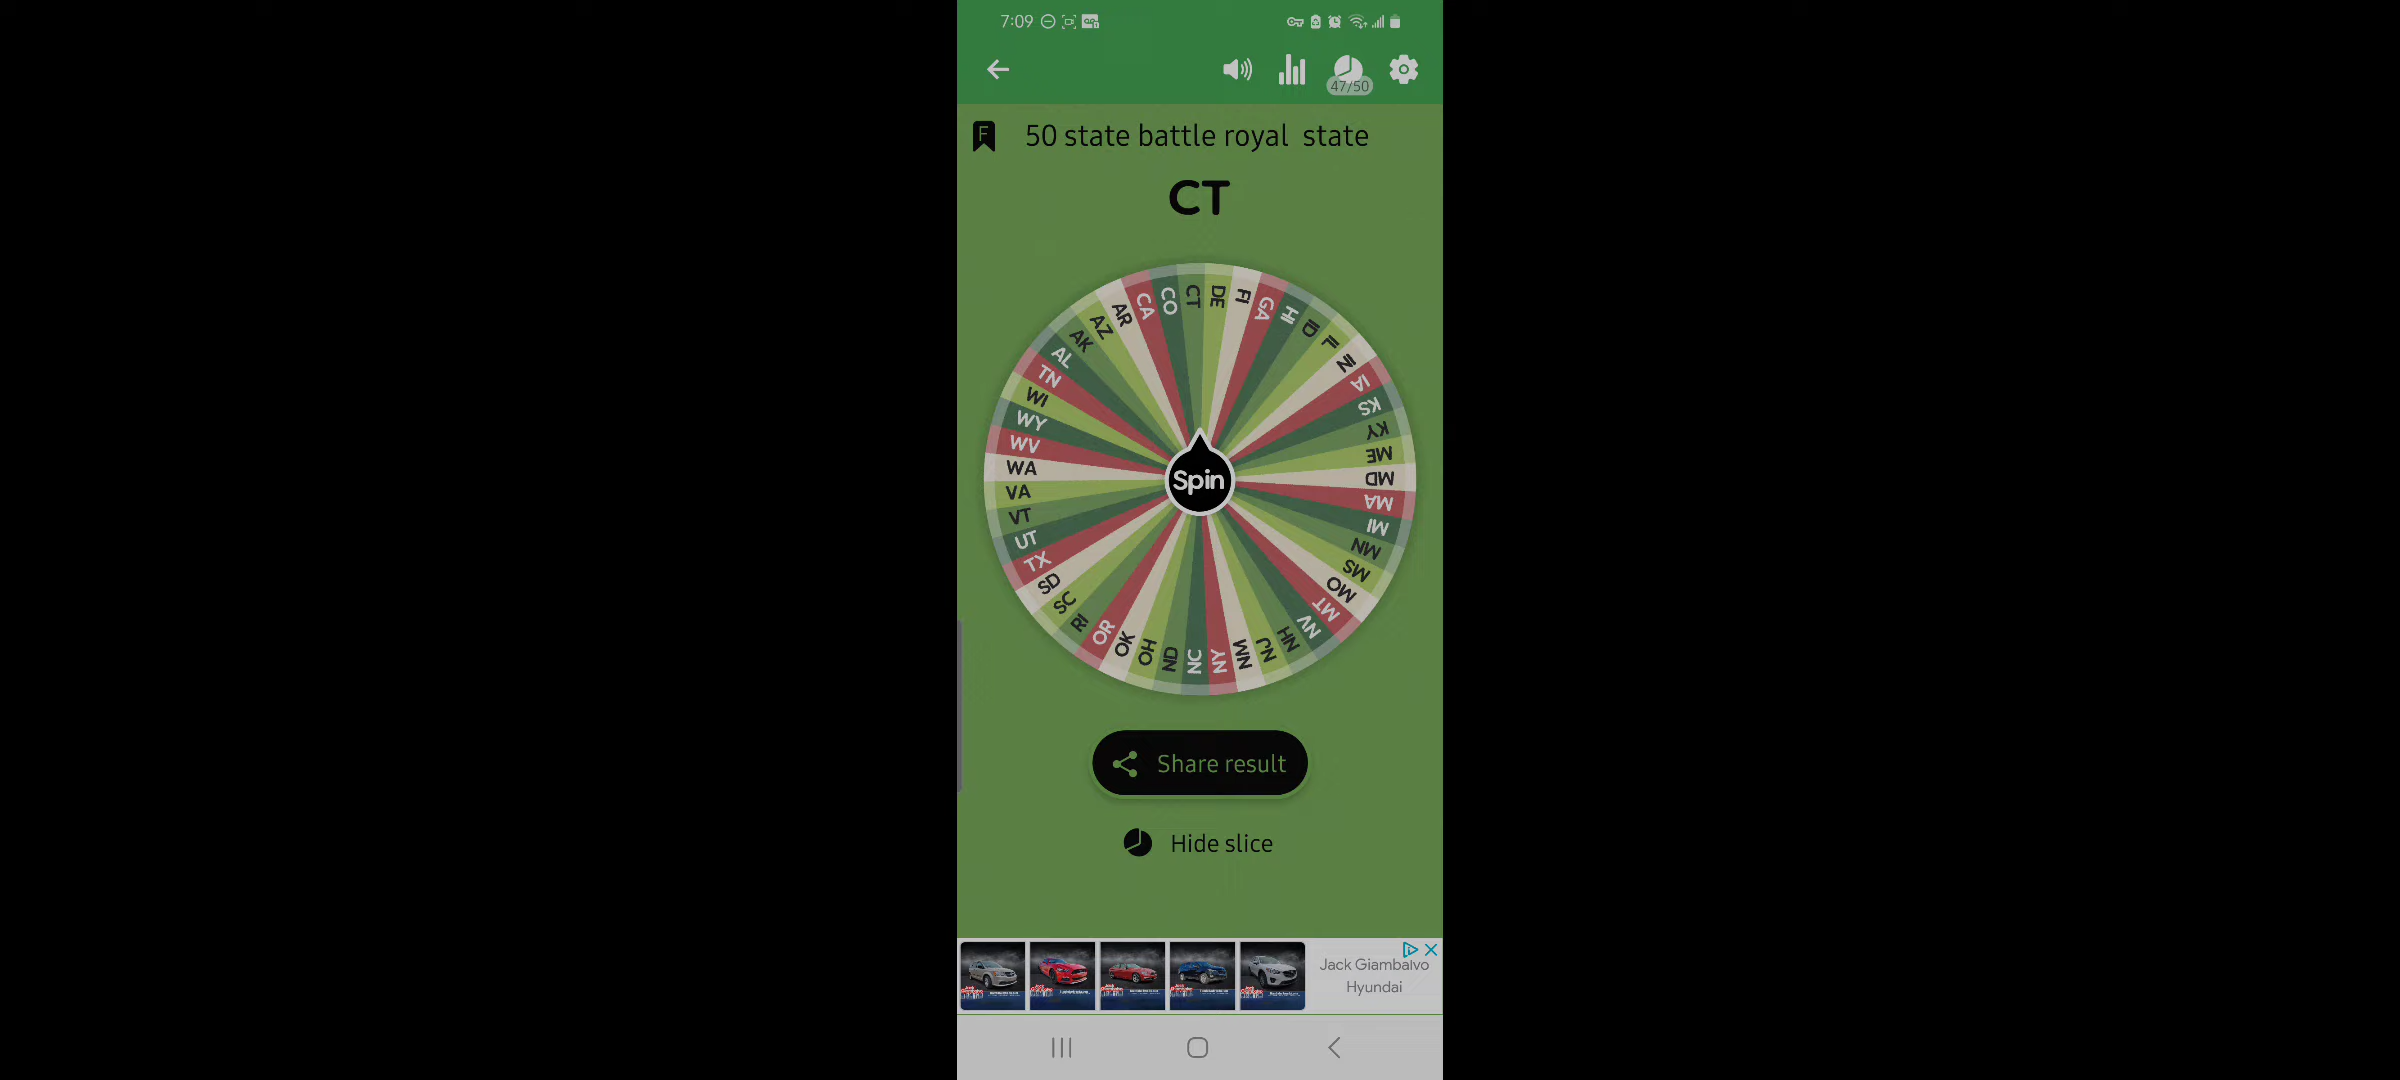 7:09
47/50
F
50 state battle royal  state
CT
CT
DE
FI
GA
HI
ID
IL
IN
IA
KS
KY
ME
MD
MA
MI
MN
MS
MO
MT
NV
NH
NJ
NM
NY
NC
ND
OH
OK
OR
RI
SC
SD
TX
UT
VT
VA
WA
WV
WY
WI
TN
AL
AK
AZ
AR
CA
CO
Spin
Share result
Hide slice
Jack Giambalvo
Hyundai